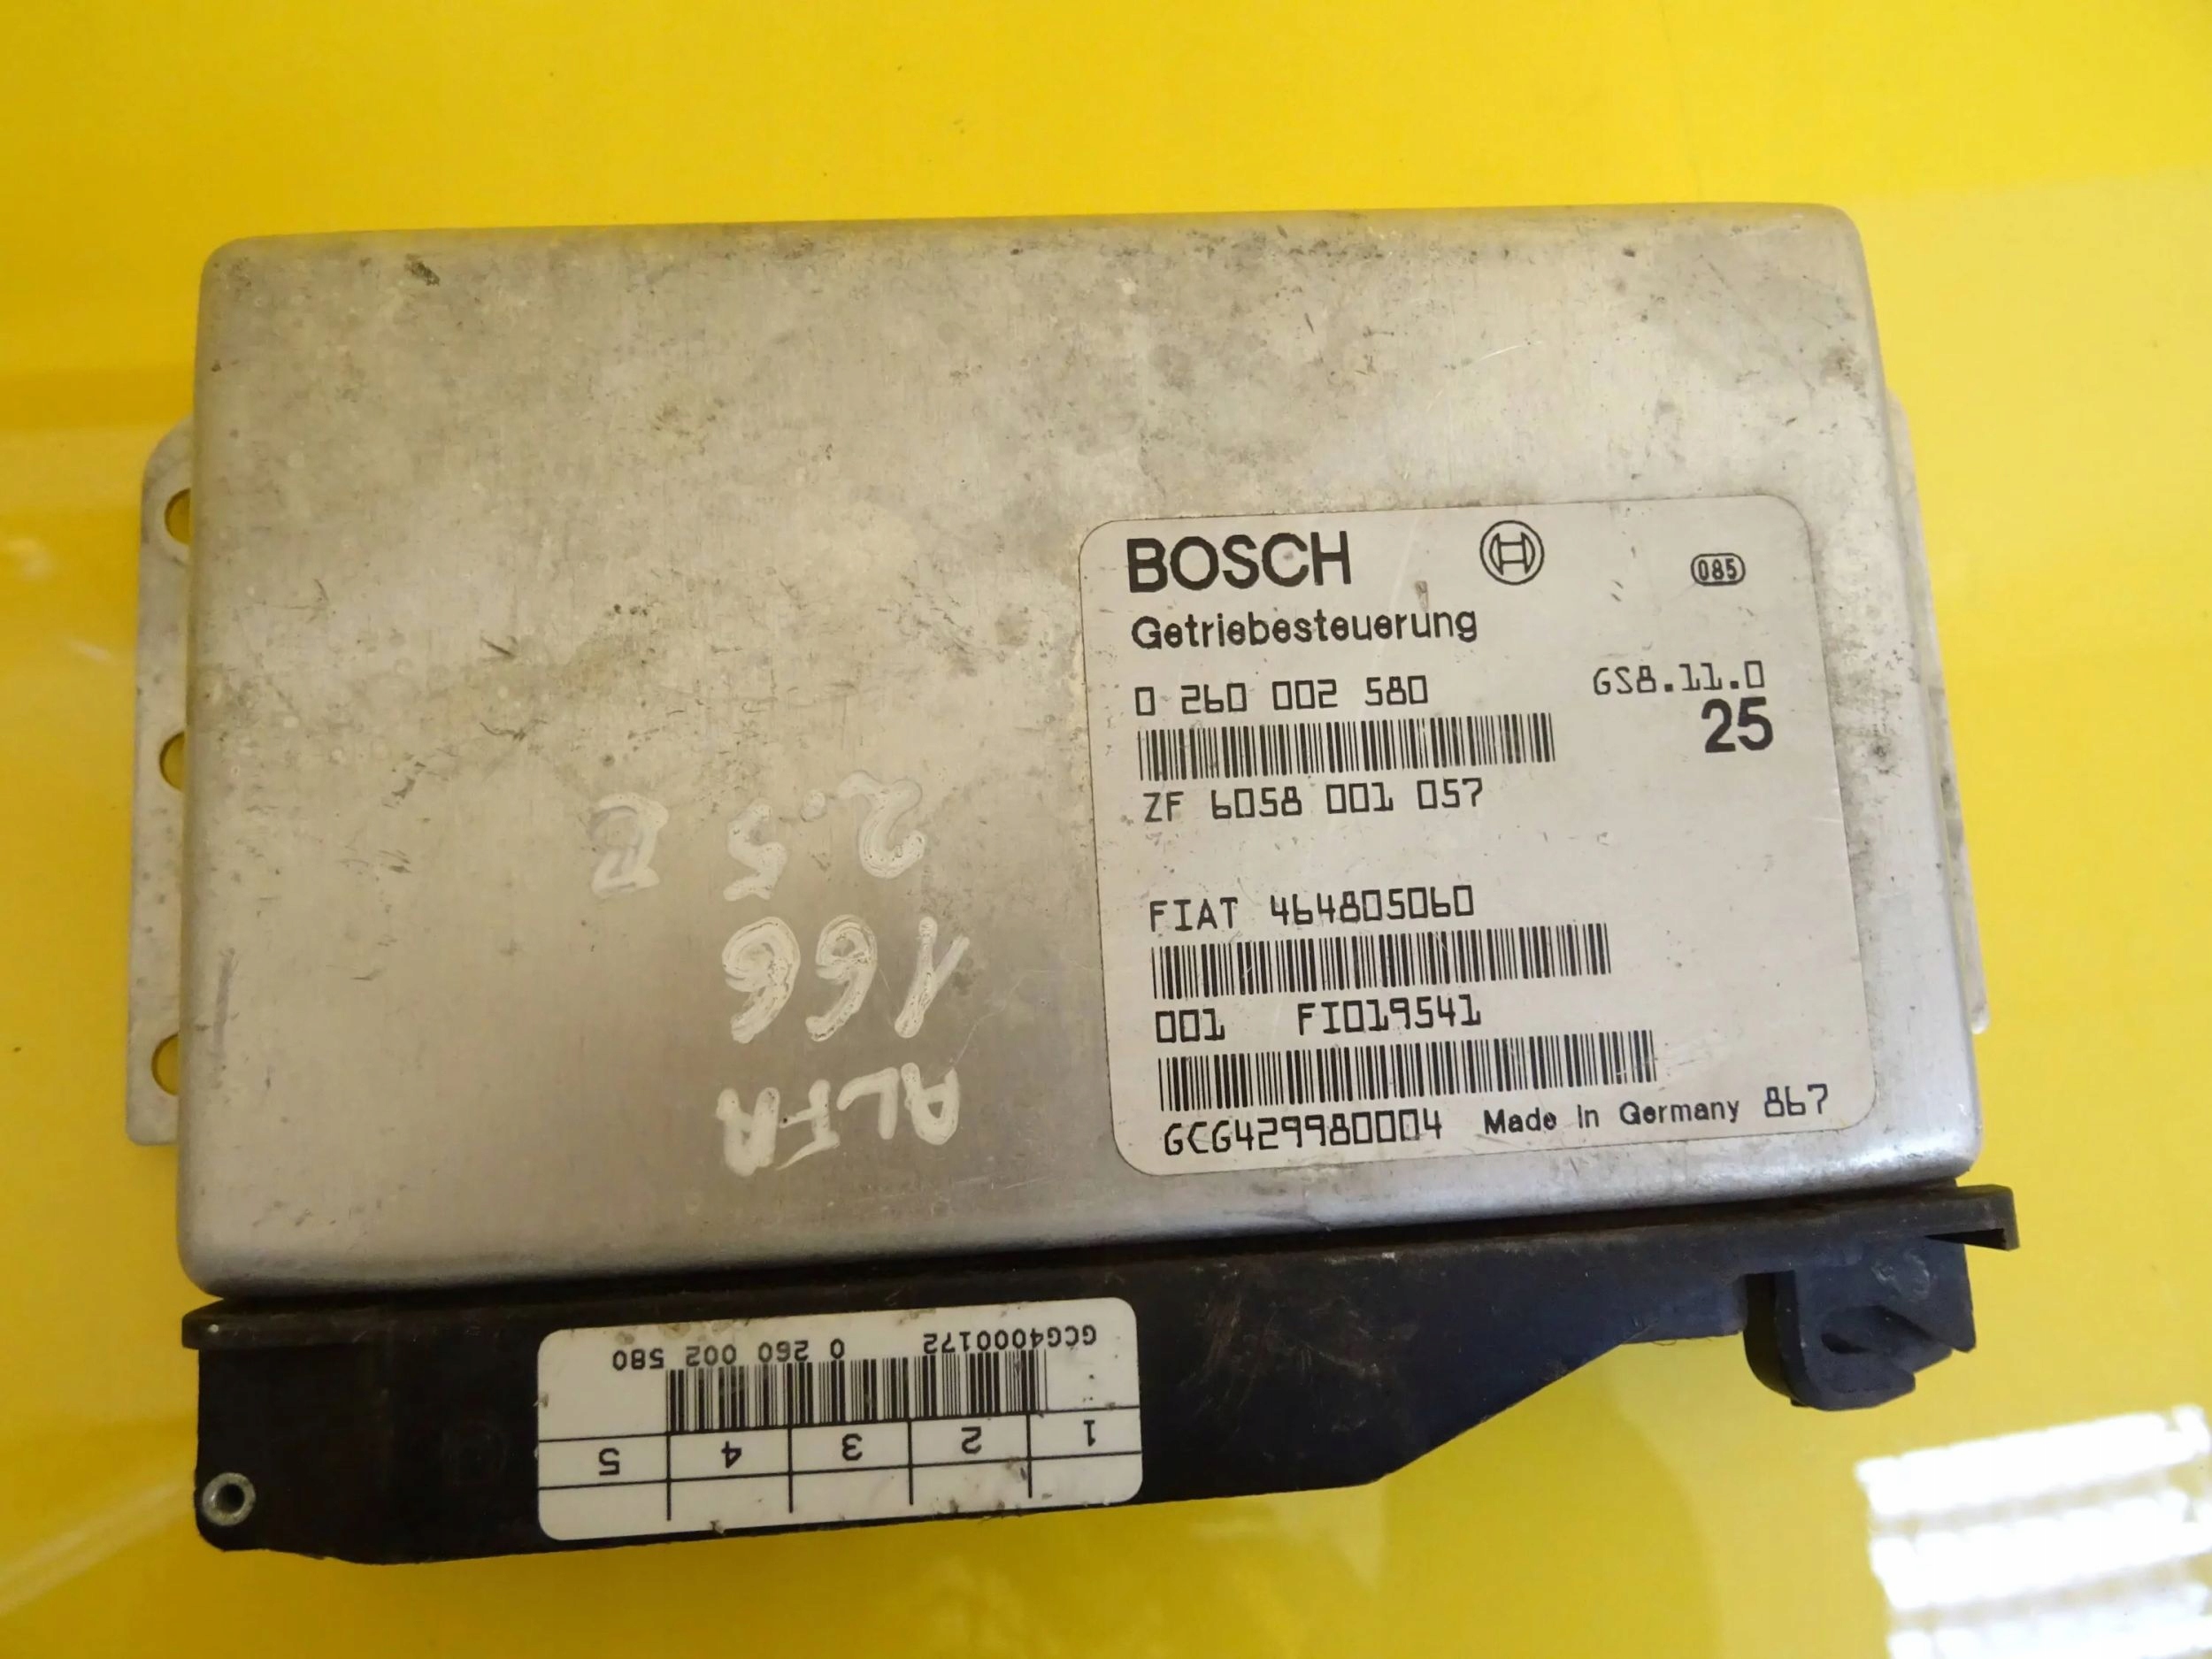 BOSCH
085
Getriebesteuerung
0 260 002 580 GS8.11.0
25
ZF 6058 001 057
FIAT 464805060
001 FI019541
GCG429980004 Made in Germany 867
ALFA
166
2.5 B
GCG4000172 0 260 002 580
1 2 3 4 5